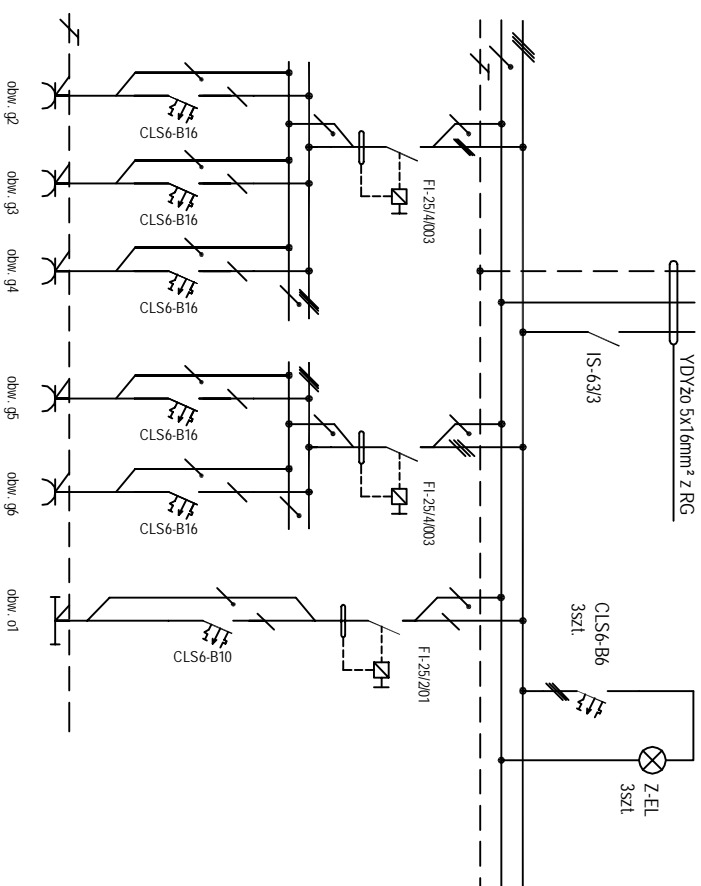 obw. g2
CLS6-B16
obw. g3
CLS6-B16
obw. g4
CLS6-B16
FI-25/4/003
IS-63/3
YDYżo 5x16mm² z RG
obw. g5
CLS6-B16
obw. g6
CLS6-B16
FI-25/4/003
obw. o1
CLS6-B10
FI-25/2/01
CLS6-B6
3szt.
Z-EL
3szt.